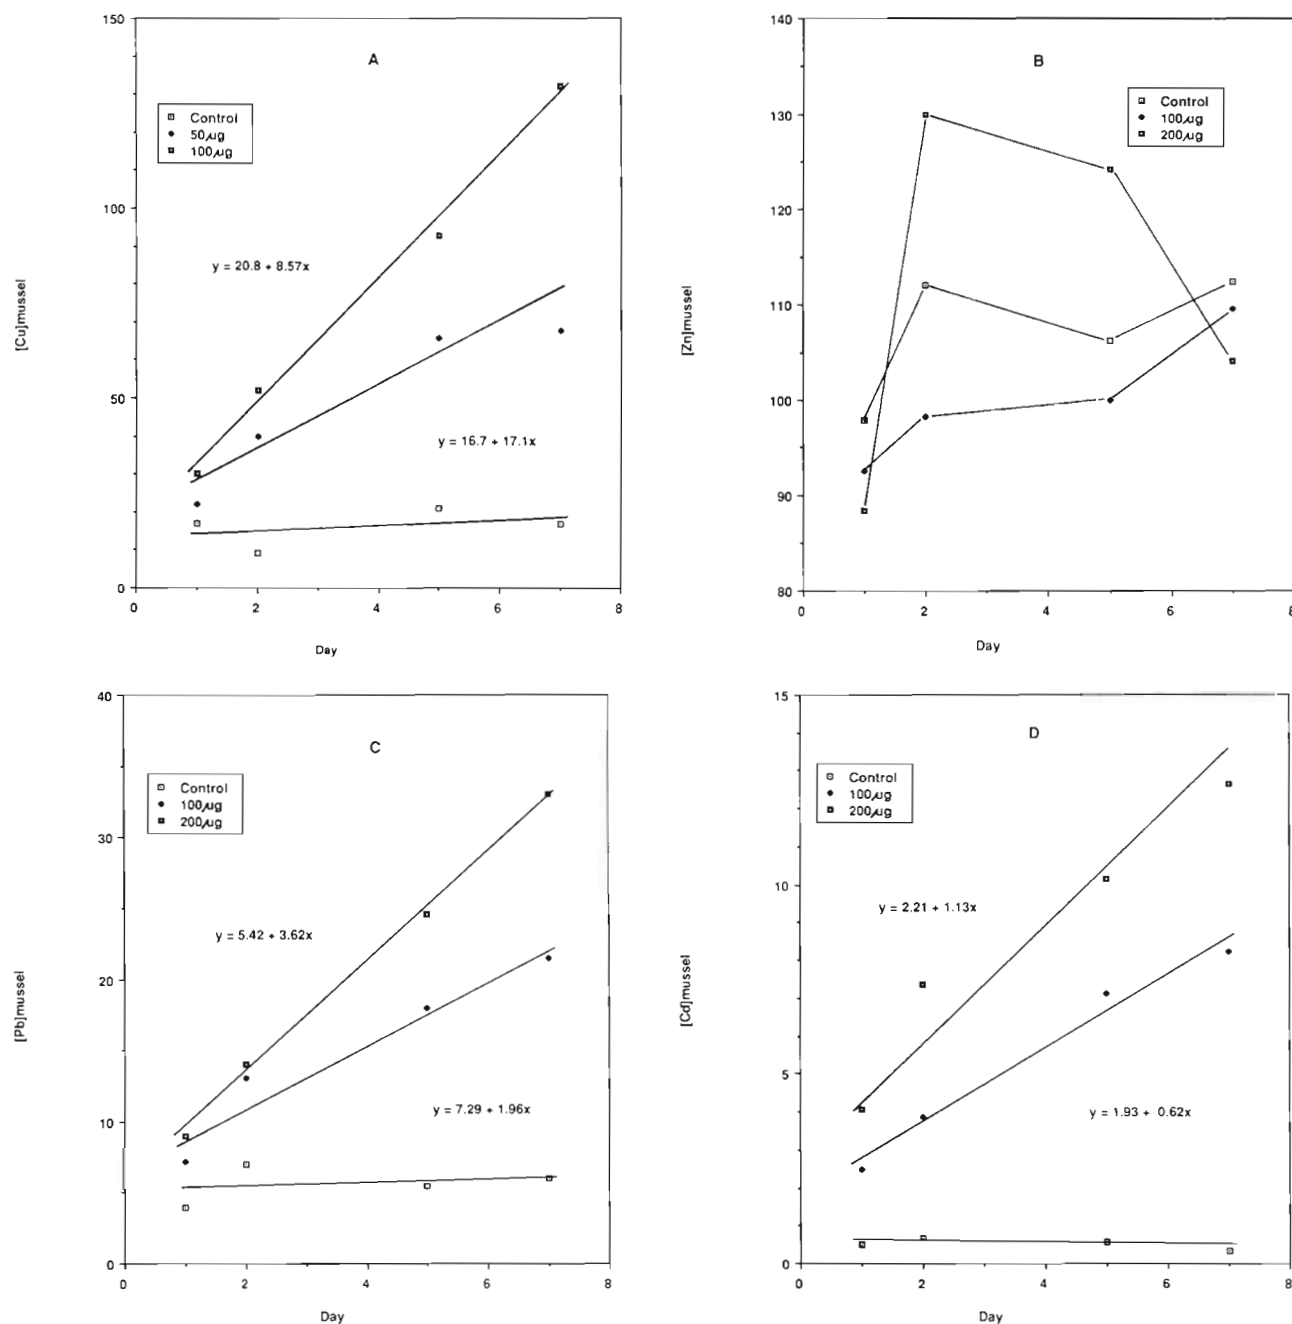 150
A
Control
50µg
100µg
100
y = 20.8 + 8.57x
[Cu]mussel
50
y = 16.7 + 17.1x
0
0 2 4 6 8
Day
140
B
Control
100µg
200µg
130
120
110
[Zn]mussel
100
90
80
0 2 4 6 8
Day
40
C
Control
100µg
200µg
30
y = 5.42 + 3.62x
20
[Pb]mussel
10
y = 7.29 + 1.96x
0
0 2 4 6 8
Day
15
D
Control
100µg
200µg
10
y = 2.21 + 1.13x
[Cd]mussel
5
y = 1.93 + 0.62x
0
0 2 4 6 8
Day